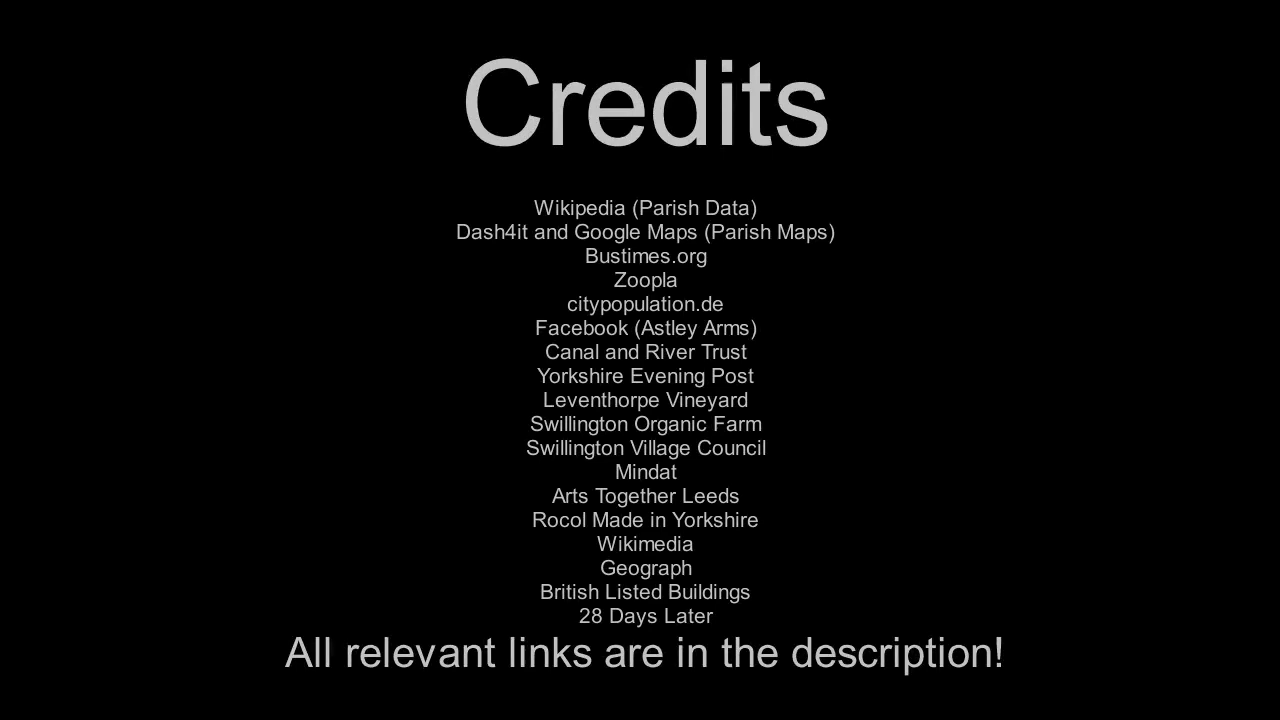 Credits
Wikipedia (Parish Data)
Dash4it and Google Maps (Parish Maps)
Bustimes.org
Zoopla
citypopulation.de
Facebook (Astley Arms)
Canal and River Trust
Yorkshire Evening Post
Leventhorpe Vineyard
Swillington Organic Farm
Swillington Village Council
Mindat
Arts Together Leeds
Rocol Made in Yorkshire
Wikimedia
Geograph
British Listed Buildings
28 Days Later
All relevant links are in the description!